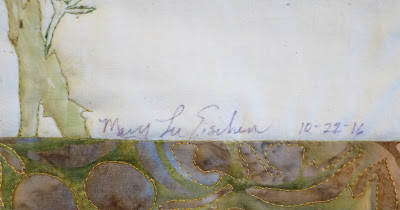 Mary Lu Eischen 10-22-16